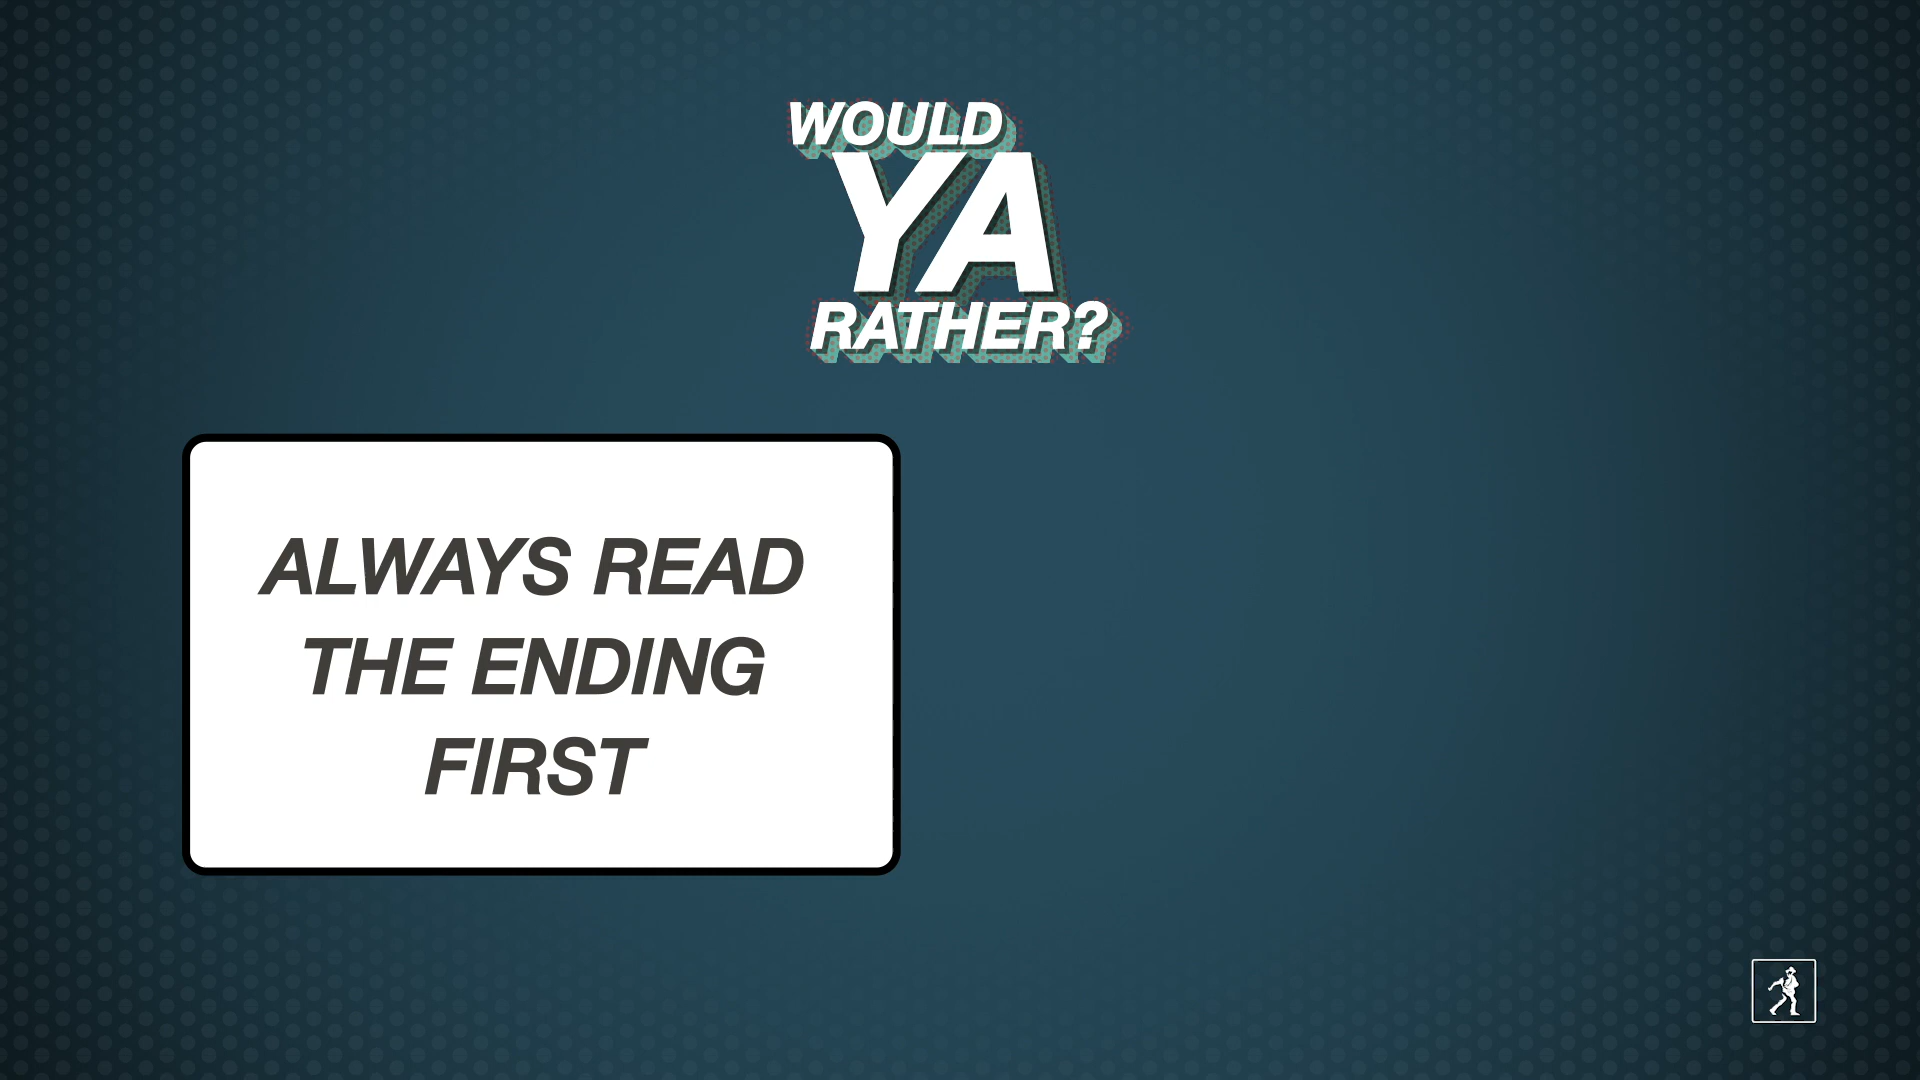 WOULD
YA
RATHER?
ALWAYS READ
THE ENDING
FIRST